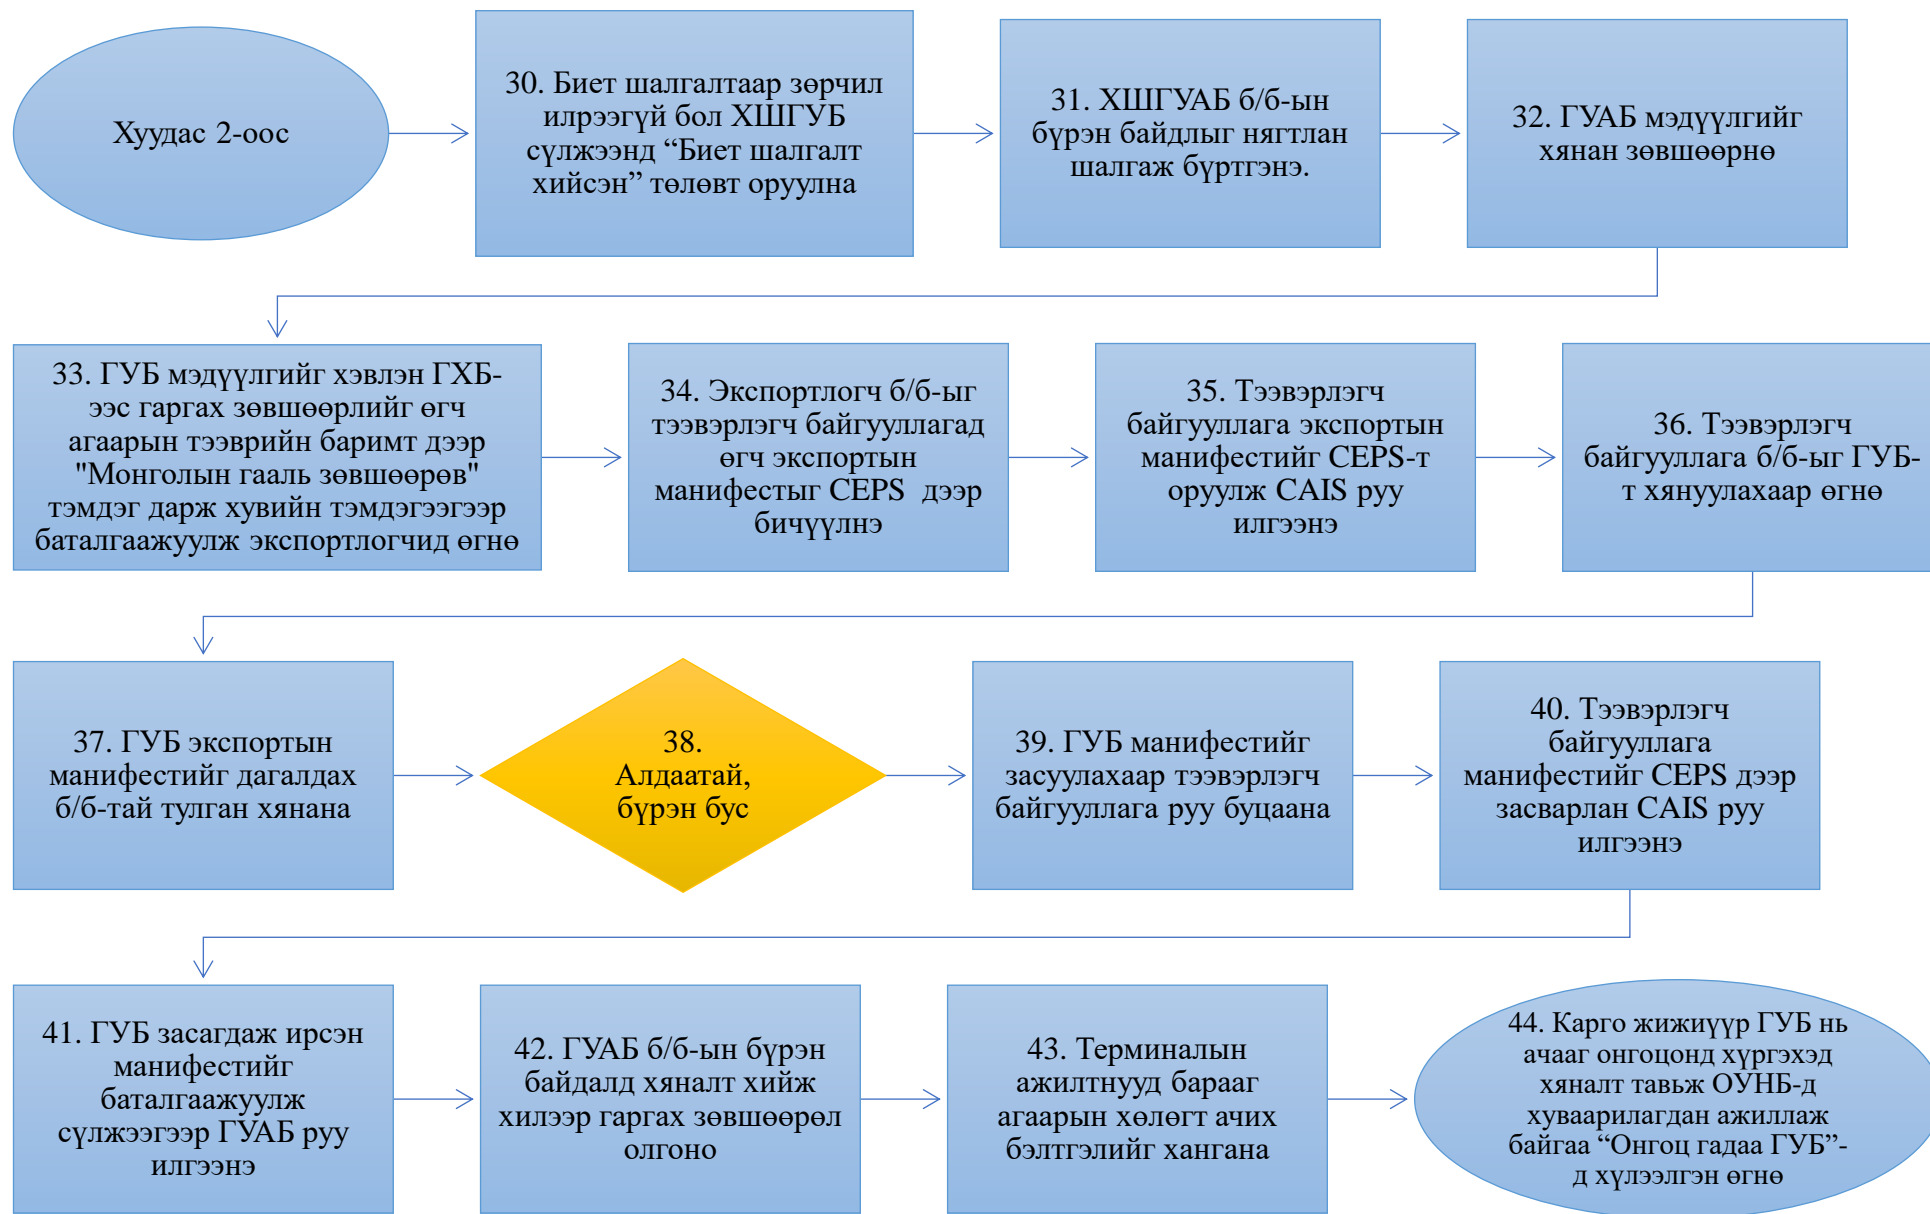 Хуудас 2-оос
30. Биет шалгалтаар зөрчил
илрээгүй бол ХШГУБ
сүлжээнд “Биет шалгалт
хийсэн” төлөвт оруулна
31. ХШГУАБ б/б-ын
бүрэн байдлыг нягтлан
шалгаж бүртгэнэ.
32. ГУАБ мэдүүлгийг
хянан зөвшөөрнө
33. ГУБ мэдүүлгийг хэвлэн ГХБ-
ээс гаргах зөвшөөрлийг өгч
агаарын тээврийн баримт дээр
"Монголын гааль зөвшөөрөв"
тэмдэг дарж хувийн тэмдэгээгээр
баталгаажуулж экспортлогчид өгнө
34. Экспортлогч б/б-ыг
тээвэрлэгч байгууллагад
өгч экспортын
манифестыг CEPS  дээр
бичүүлнэ
35. Тээвэрлэгч
байгууллага экспортын
манифестийг CEPS-т
оруулж CAIS руу
илгээнэ
36. Тээвэрлэгч
байгууллага б/б-ыг ГУБ-
т хянуулахаар өгнө
37. ГУБ экспортын
манифестийг дагалдах
б/б-тай тулган хянана
38.
Алдаатай,
бүрэн бус
39. ГУБ манифестийг
засуулахаар тээвэрлэгч
байгууллага руу буцаана
40. Тээвэрлэгч
байгууллага
манифестийг CEPS дээр
засварлан CAIS руу
илгээнэ
41. ГУБ засагдаж ирсэн
манифестийг
баталгаажуулж
сүлжээгээр ГУАБ руу
илгээнэ
42. ГУАБ б/б-ын бүрэн
байдалд хяналт хийж
хилээр гаргах зөвшөөрөл
олгоно
43. Терминалын
ажилтнууд барааг
агаарын хөлөгт ачих
бэлтгэлийг хангана
44. Карго жижиүүр ГУБ нь
ачааг онгоцонд хүргэхэд
хяналт тавьж ОУНБ-д
хуваарилагдан ажиллаж
байгаа “Онгоц гадаа ГУБ”-
д хүлээлгэн өгнө